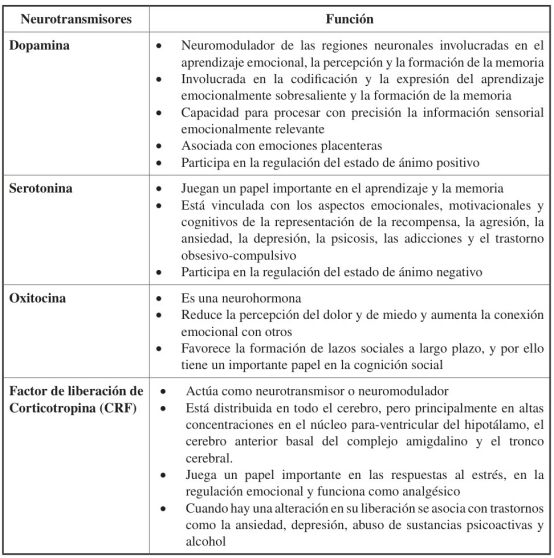 Neurotransmisores Función
Dopamina • Neuromodulador de las regiones neuronales involucradas en el
aprendizaje emocional, la percepción y la formación de la memoria
• Involucrada en la codificación y la expresión del aprendizaje
emocionalmente sobresaliente y la formación de la memoria
• Capacidad para procesar con precisión la información sensorial
emocionalmente relevante
• Asociada con emociones placenteras
• Participa en la regulación del estado de ánimo positivo
Serotonina • Juegan un papel importante en el aprendizaje y la memoria
• Está vinculada con los aspectos emocionales, motivacionales y
cognitivos de la representación de la recompensa, la agresión, la
ansiedad, la depresión, la psicosis, las adicciones y el trastorno
obsesivo-compulsivo
• Participa en la regulación del estado de ánimo negativo
Oxitocina • Es una neurohormona
• Reduce la percepción del dolor y de miedo y aumenta la conexión
emocional con otros
• Favorece la formación de lazos sociales a largo plazo, y por ello
tiene un importante papel en la cognición social
Factor de liberación de • Actúa como neurotransmisor o neuromodulador
Corticotropina (CRF) • Está distribuida en todo el cerebro, pero principalmente en altas
concentraciones en el núcleo para-ventricular del hipotálamo, el
cerebro anterior basal del complejo amigdalino y el tronco
cerebral.
• Juega un papel importante en las respuestas al estrés, en la
regulación emocional y funciona como analgésico
• Cuando hay una alteración en su liberación se asocia con trastornos
como la ansiedad, depresión, abuso de sustancias psicoactivas y
alcohol